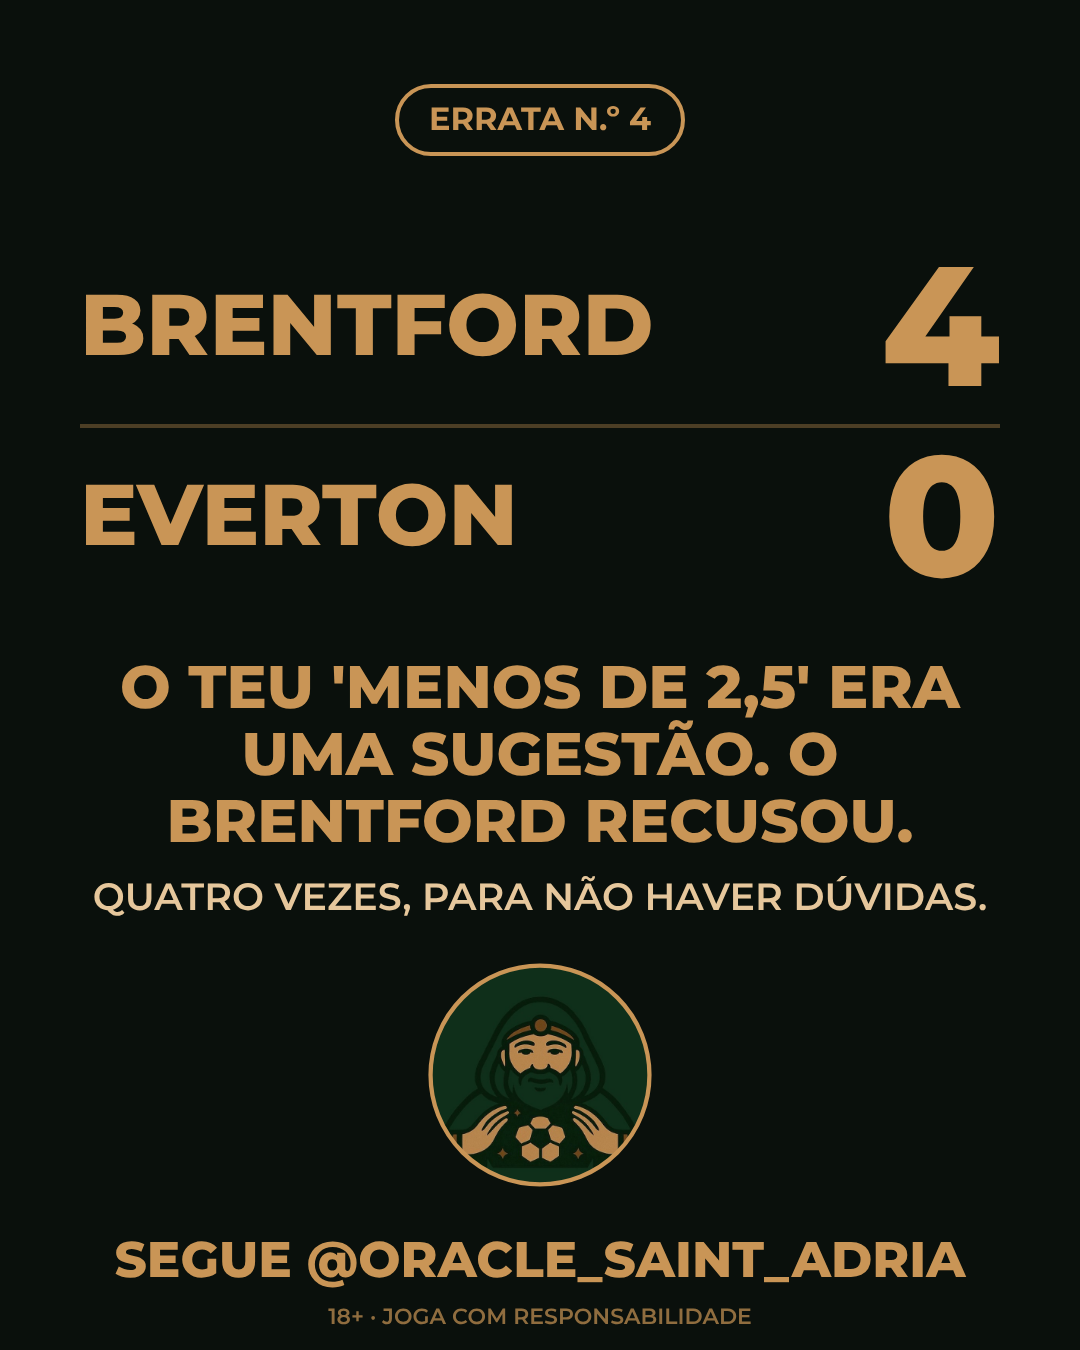 ERRATA N.º 4
BRENTFORD 4
EVERTON 0
O TEU 'MENOS DE 2,5' ERA
UMA SUGESTÃO. O
BRENTFORD RECUSOU.
QUATRO VEZES, PARA NÃO HAVER DÚVIDAS.
SEGUE @ORACLE_SAINT_ADRIA
18+ · JOGA COM RESPONSABILIDADE